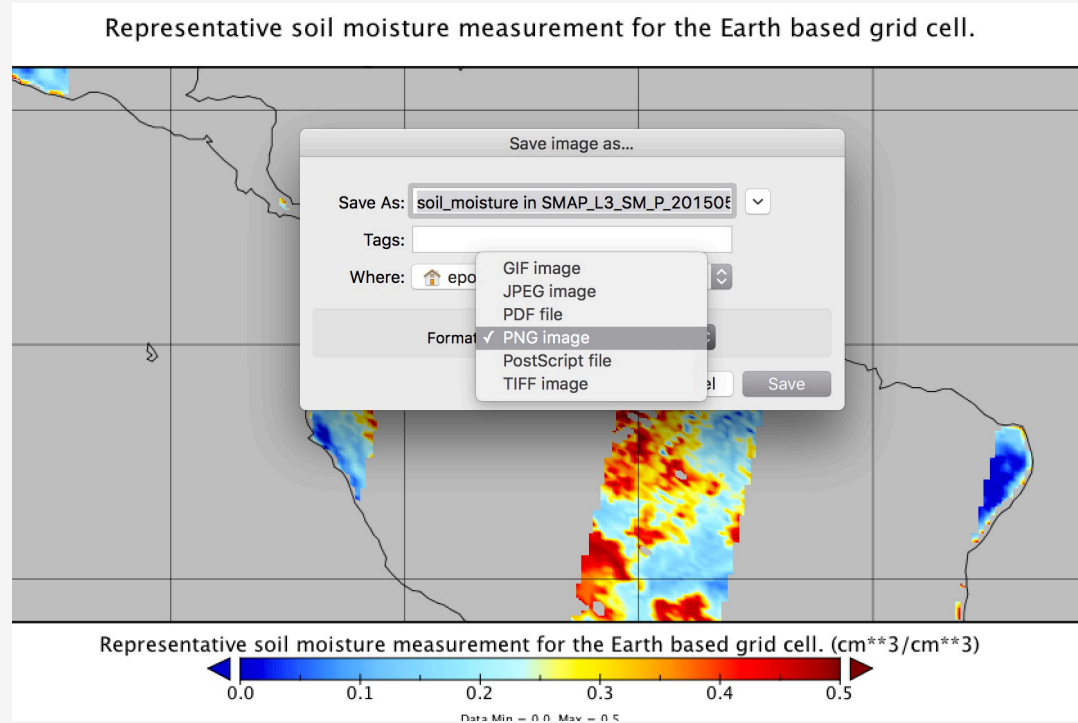 Representative soil moisture measurement for the Earth based grid cell.
Save image as...
Save As: soil_moisture in SMAP_L3_SM_P_201505
Tags:
Where: epo
GIF image
JPEG image
PDF file
Format PNG image
PostScript file
TIFF image
el Save
Representative soil moisture measurement for the Earth based grid cell. (cm**3/cm**3)
0.0 0.1 0.2 0.3 0.4 0.5
Data Min = 0.0, Max = 0.5